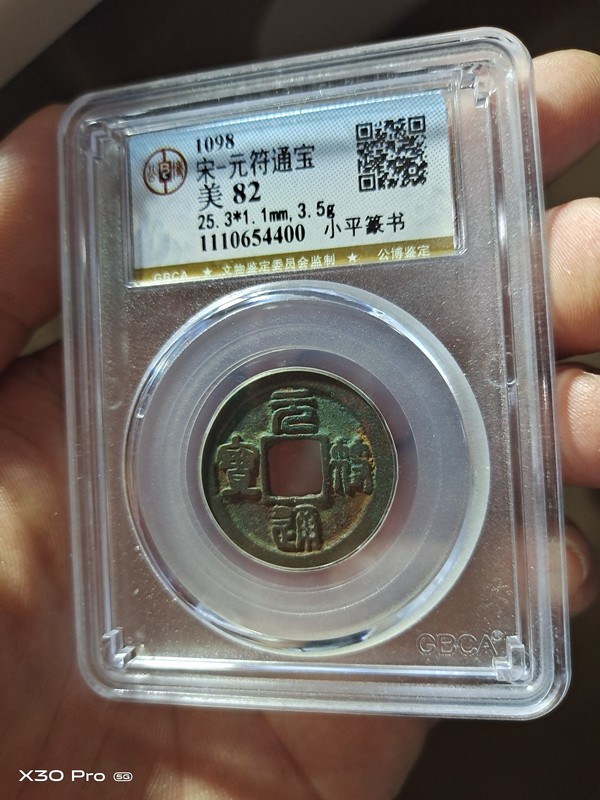 1098
宋-元符通宝
美 82
25.3*1.1mm,3.5g
1110654400 小平篆书
GBCA ★ 文物鉴定委员会监制 ★ 公博鉴定
元
符
通
寶
GBCA®
X30 Pro 5G